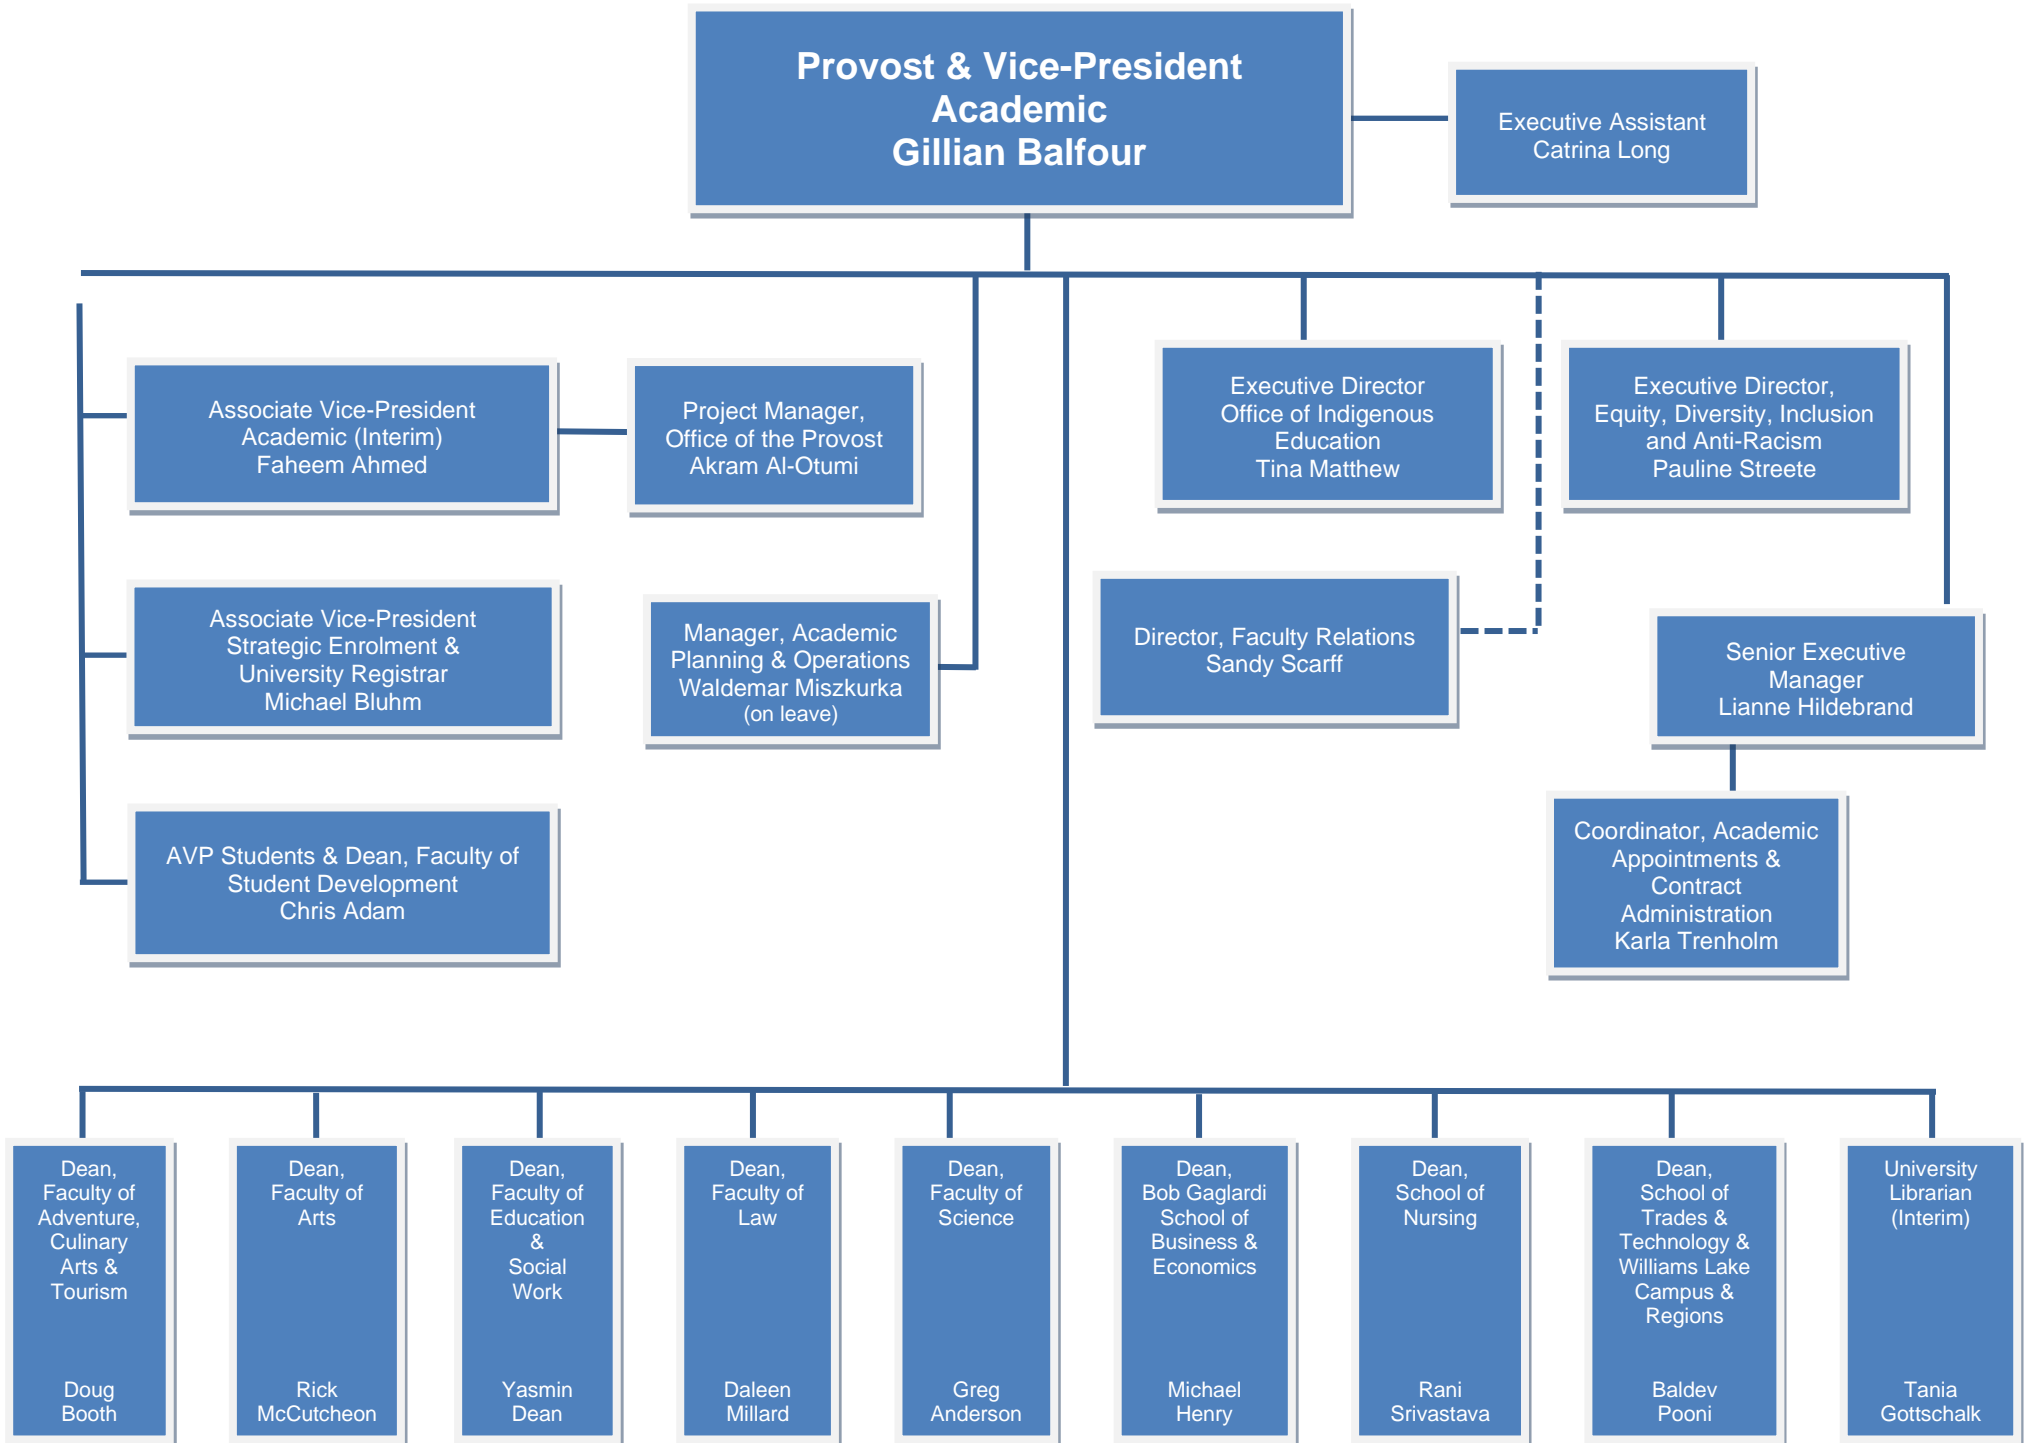 Provost & Vice-President
Academic
Gillian Balfour
Executive Assistant
Catrina Long
Associate Vice-President
Academic (Interim)
Faheem Ahmed
Project Manager,
Office of the Provost
Akram Al-Otumi
Executive Director
Office of Indigenous
Education
Tina Matthew
Executive Director,
Equity, Diversity, Inclusion
and Anti-Racism
Pauline Streete
Associate Vice-President
Strategic Enrolment &
University Registrar
Michael Bluhm
Manager, Academic
Planning & Operations
Waldemar Miszkurka
(on leave)
Director, Faculty Relations
Sandy Scarff
Senior Executive
Manager
Lianne Hildebrand
AVP Students & Dean, Faculty of
Student Development
Chris Adam
Coordinator, Academic
Appointments &
Contract
Administration
Karla Trenholm
Dean,
Faculty of
Adventure,
Culinary
Arts &
Tourism
Doug
Booth
Dean,
Faculty of
Arts
Rick
McCutcheon
Dean,
Faculty of
Education
&
Social
Work
Yasmin
Dean
Dean,
Faculty of
Law
Daleen
Millard
Dean,
Faculty of
Science
Greg
Anderson
Dean,
Bob Gaglardi
School of
Business &
Economics
Michael
Henry
Dean,
School of
Nursing
Rani
Srivastava
Dean,
School of
Trades &
Technology &
Williams Lake
Campus &
Regions
Baldev
Pooni
University
Librarian
(Interim)
Tania
Gottschalk